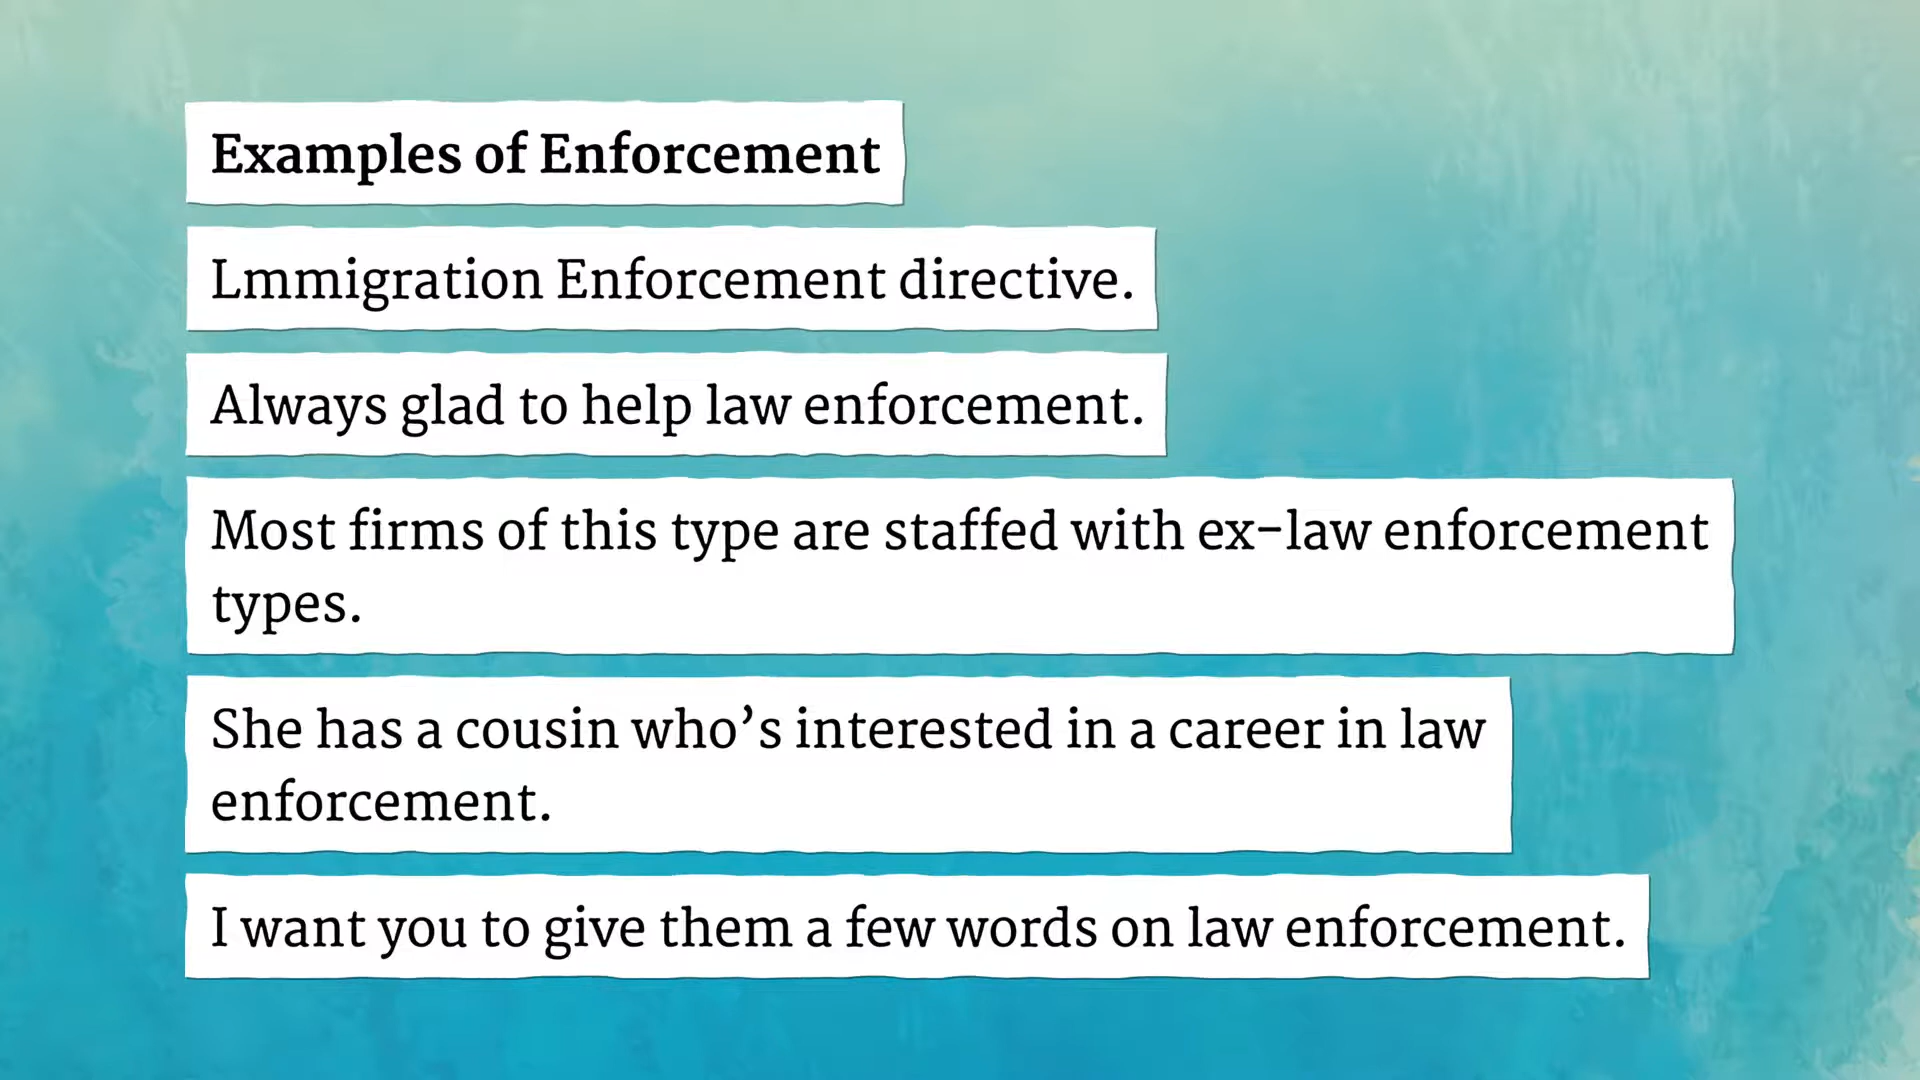 Examples of Enforcement
Lmmigration Enforcement directive.
Always glad to help law enforcement.
Most firms of this type are staffed with ex-law enforcement
types.
She has a cousin who’s interested in a career in law
enforcement.
I want you to give them a few words on law enforcement.